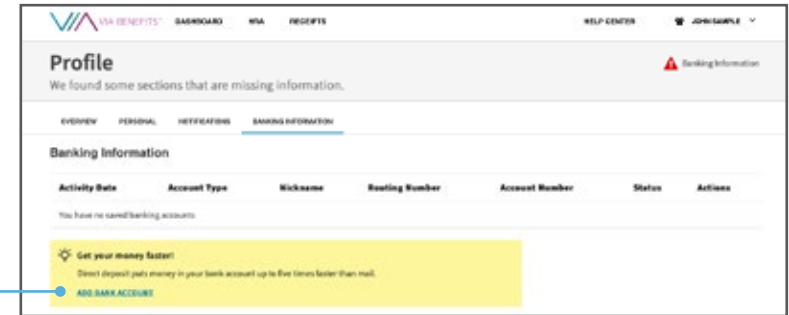 VIA BENEFITS™ DASHBOARD HRA RECEIPTS HELP CENTER JOHN SAMPLE
Profile
We found some sections that are missing information.
Banking Information
OVERVIEW PERSONAL NOTIFICATIONS BANKING INFORMATION
Banking Information
Activity Date Account Type Nickname Routing Number Account Number Status Actions
You have no saved banking accounts
Get your money faster!
Direct deposit puts money in your bank account up to five times faster than mail.
ADD BANK ACCOUNT